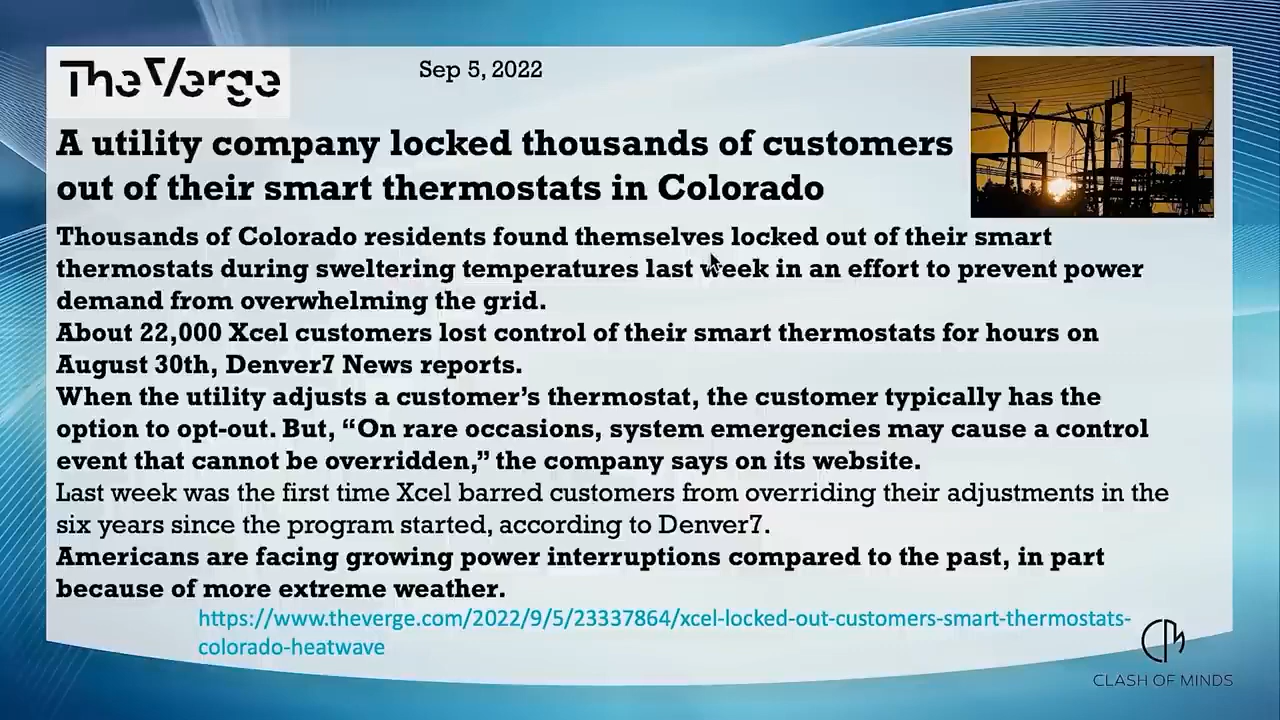 The Verge
Sep 5, 2022
A utility company locked thousands of customers
out of their smart thermostats in Colorado
Thousands of Colorado residents found themselves locked out of their smart
thermostats during sweltering temperatures last week in an effort to prevent power
demand from overwhelming the grid.
About 22,000 Xcel customers lost control of their smart thermostats for hours on
August 30th, Denver7 News reports.
When the utility adjusts a customer’s thermostat, the customer typically has the
option to opt-out. But, “On rare occasions, system emergencies may cause a control
event that cannot be overridden,” the company says on its website.
Last week was the first time Xcel barred customers from overriding their adjustments in the
six years since the program started, according to Denver7.
Americans are facing growing power interruptions compared to the past, in part
because of more extreme weather.
https://www.theverge.com/2022/9/5/23337864/xcel-locked-out-customers-smart-thermostats-
colorado-heatwave
CLASH OF MINDS